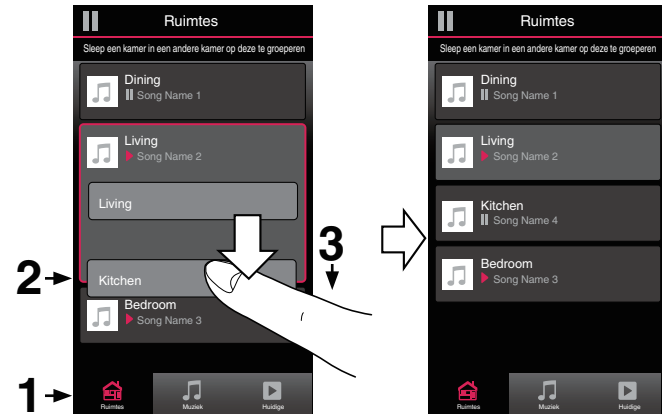 Ruimtes
Sleep een kamer in een andere kamer op deze te groeperen
Dining
Song Name 1
Living
Song Name 2
Living
Kitchen
Bedroom
Song Name 3
Ruimtes
Muziek
Huidige
1
2
3
Ruimtes
Sleep een kamer in een andere kamer op deze te groeperen
Dining
Song Name 1
Living
Song Name 2
Kitchen
Song Name 4
Bedroom
Song Name 3
Ruimtes
Muziek
Huidige